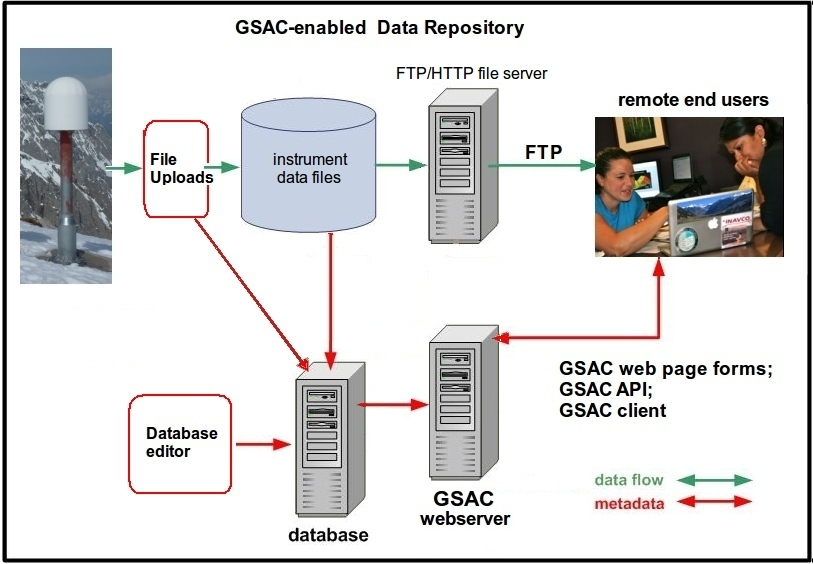 GSAC-enabled Data Repository
FTP/HTTP file server
remote end users
File
Uploads
instrument
data files
FTP
INAVCO
GSAC web page forms;
GSAC API;
GSAC client
Database
editor
GSAC
webserver
database
data flow
metadata